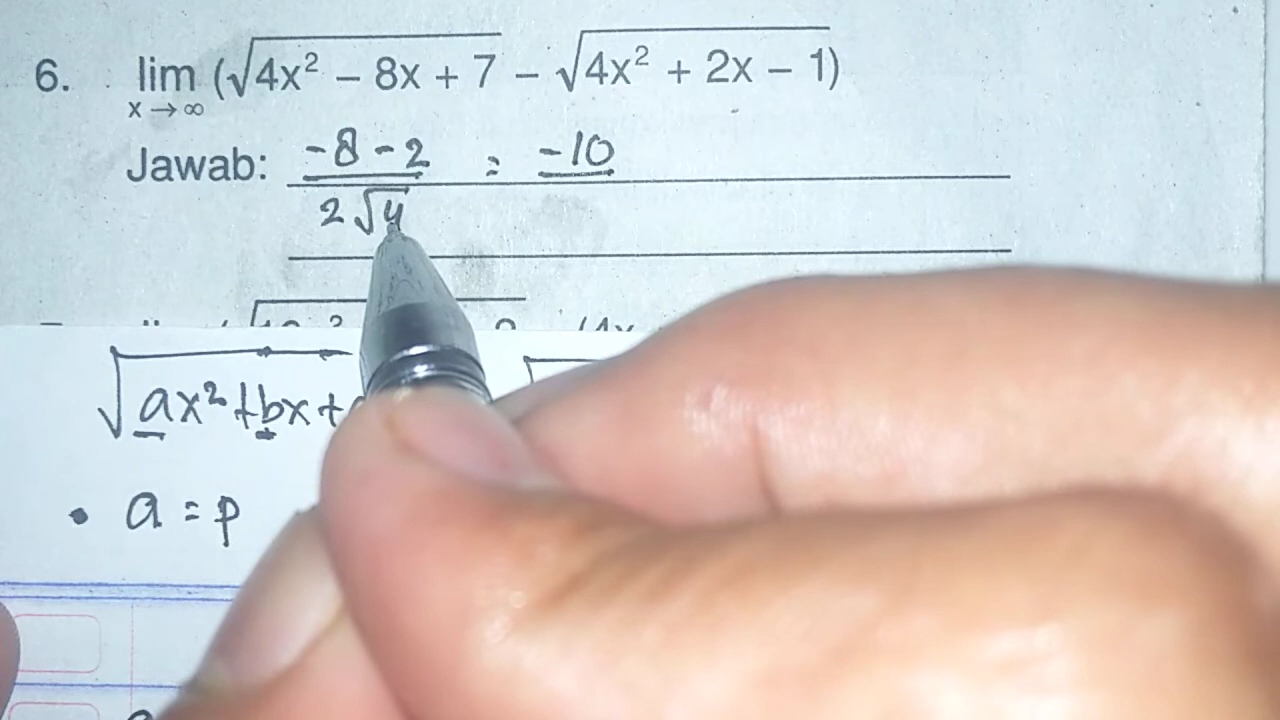 6. lim (√4x² − 8x + 7 − √4x² + 2x − 1)
x → ∞
Jawab: -8 - 2 = -10
2√4
√ax²+bx+
• a = p